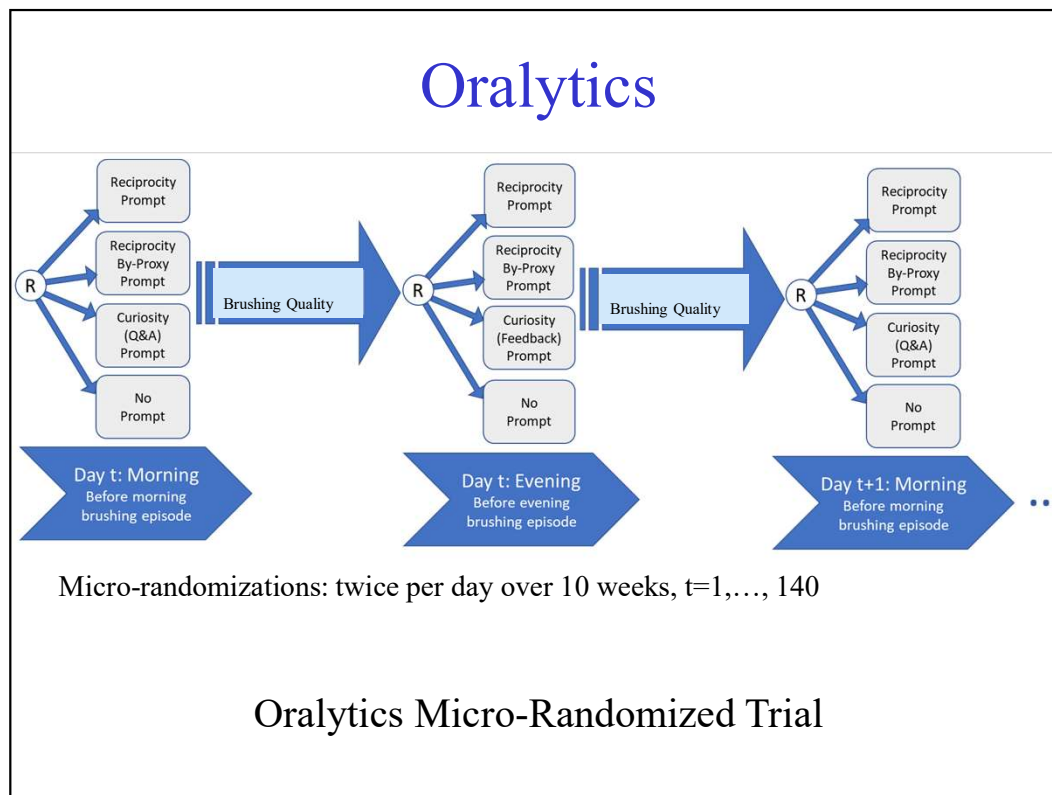 Oralytics
R
Reciprocity
Prompt
Reciprocity
By-Proxy
Prompt
Curiosity
(Q&A)
Prompt
No
Prompt
Brushing Quality
R
Reciprocity
Prompt
Reciprocity
By-Proxy
Prompt
Curiosity
(Feedback)
Prompt
No
Prompt
Brushing Quality
R
Reciprocity
Prompt
Reciprocity
By-Proxy
Prompt
Curiosity
(Q&A)
Prompt
No
Prompt
Day t: Morning
Before morning
brushing episode
Day t: Evening
Before evening
brushing episode
Day t+1: Morning
Before morning
brushing episode
Micro-randomizations: twice per day over 10 weeks, t=1,…, 140
Oralytics Micro-Randomized Trial